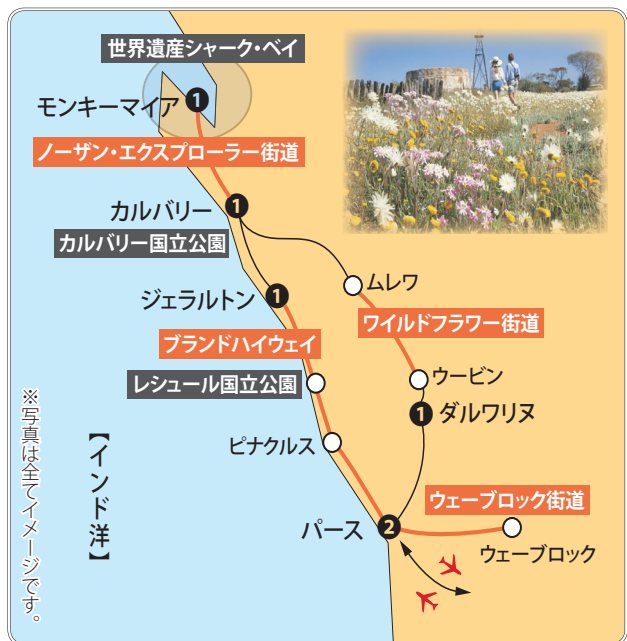 世界遺産シャーク・ベイ
モンキーマイア
1
ノーザン・エクスプローラー街道
カルバリー
1
カルバリー国立公園
ムレワ
ジェラルトン
1
ワイルドフラワー街道
ブランドハイウェイ
レシュール国立公園
ウービン
1
ダルワリヌ
ピナクルス
【インド洋】
ウェーブロック街道
パース
2
ウェーブロック
※写真は全てイメージです。